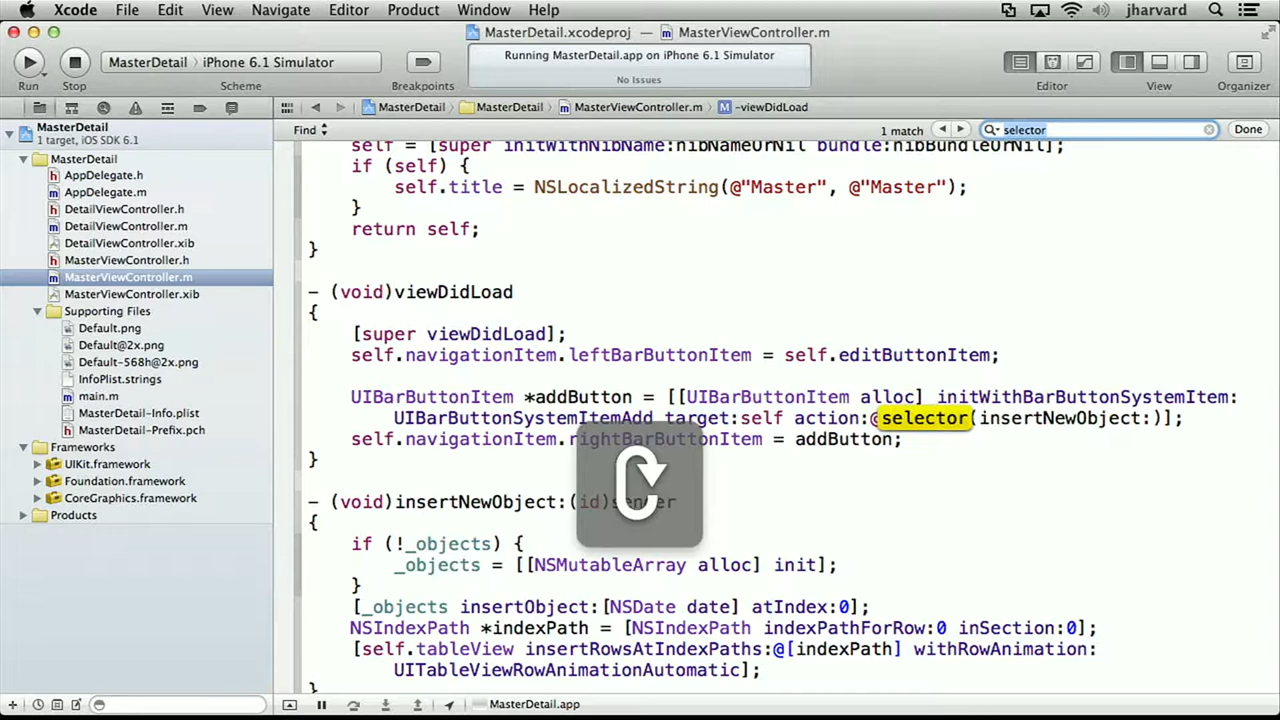 Xcode File Edit View Navigate Editor Product Window Help jharvard
MasterDetail.xcodeproj — MasterViewController.m
MasterDetail iPhone 6.1 Simulator
Running MasterDetail.app on iPhone 6.1 Simulator
No Issues
Run Stop Scheme Breakpoints Editor View Organizer
MasterDetail MasterDetail MasterViewController.m M -viewDidLoad
Find 1 match selector Done
MasterDetail
1 target, iOS SDK 6.1
MasterDetail
h AppDelegate.h
m AppDelegate.m
h DetailViewController.h
m DetailViewController.m
DetailViewController.xib
h MasterViewController.h
m MasterViewController.m
MasterViewController.xib
Supporting Files
Default.png
Default@2x.png
Default-568h@2x.png
InfoPlist.strings
main.m
MasterDetail-Info.plist
MasterDetail-Prefix.pch
Frameworks
UIKit.framework
Foundation.framework
CoreGraphics.framework
Products
self = [super initWithNibName:nibNameOrNil bundle:nibBundleOrNil];
if (self) {
self.title = NSLocalizedString(@"Master", @"Master");
}
return self;
}
- (void)viewDidLoad
{
[super viewDidLoad];
self.navigationItem.leftBarButtonItem = self.editButtonItem;
UIBarButtonItem *addButton = [[UIBarButtonItem alloc] initWithBarButtonSystemItem:
UIBarButtonSystemItemAdd target:self action:@selector(insertNewObject:)];
self.navigationItem.rightBarButtonItem = addButton;
}
- (void)insertNewObject:(id)sender
{
if (!_objects) {
_objects = [[NSMutableArray alloc] init];
}
[_objects insertObject:[NSDate date] atIndex:0];
NSIndexPath *indexPath = [NSIndexPath indexPathForRow:0 inSection:0];
[self.tableView insertRowsAtIndexPaths:@[indexPath] withRowAnimation:
UITableViewRowAnimationAutomatic];
}
MasterDetail.app